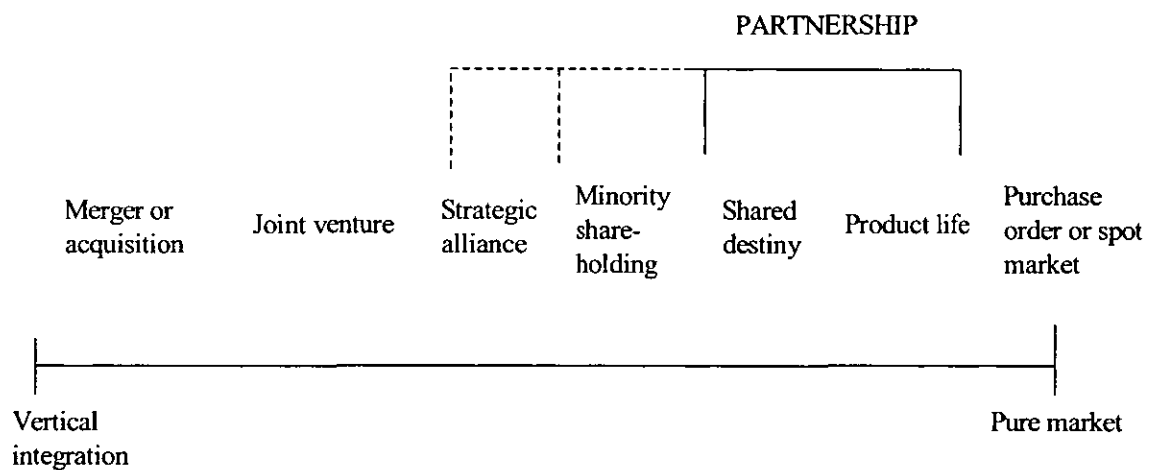 PARTNERSHIP
Merger or
acquisition
Joint venture
Strategic
alliance
Minority
share-
holding
Shared
destiny
Product life
Purchase
order or spot
market
Vertical
integration
Pure market